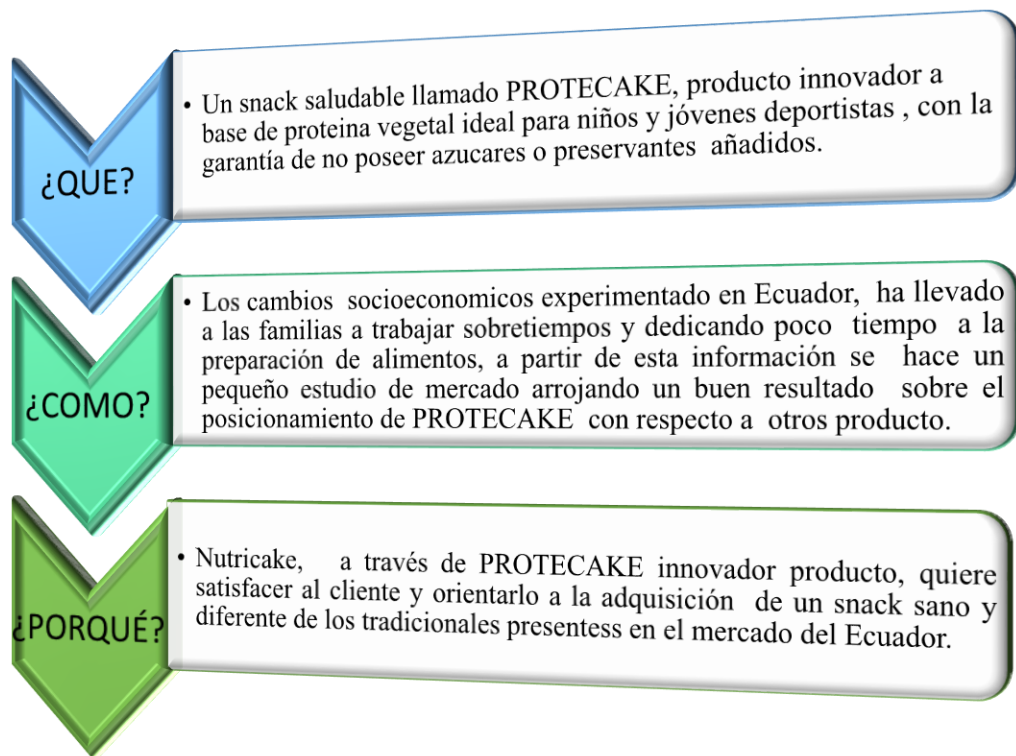 ¿QUE?
• Un snack saludable llamado PROTECAKE, producto innovador a
base de proteina vegetal ideal para niños y jóvenes deportistas , con la
garantía de no poseer azucares o preservantes añadidos.
¿COMO?
• Los cambios socioeconomicos experimentado en Ecuador, ha llevado
a las familias a trabajar sobretiempos y dedicando poco tiempo a la
preparación de alimentos, a partir de esta información se hace un
pequeño estudio de mercado arrojando un buen resultado sobre el
posicionamiento de PROTECAKE con respecto a otros producto.
¿PORQUÉ?
• Nutricake, a través de PROTECAKE innovador producto, quiere
satisfacer al cliente y orientarlo a la adquisición de un snack sano y
diferente de los tradicionales presentess en el mercado del Ecuador.